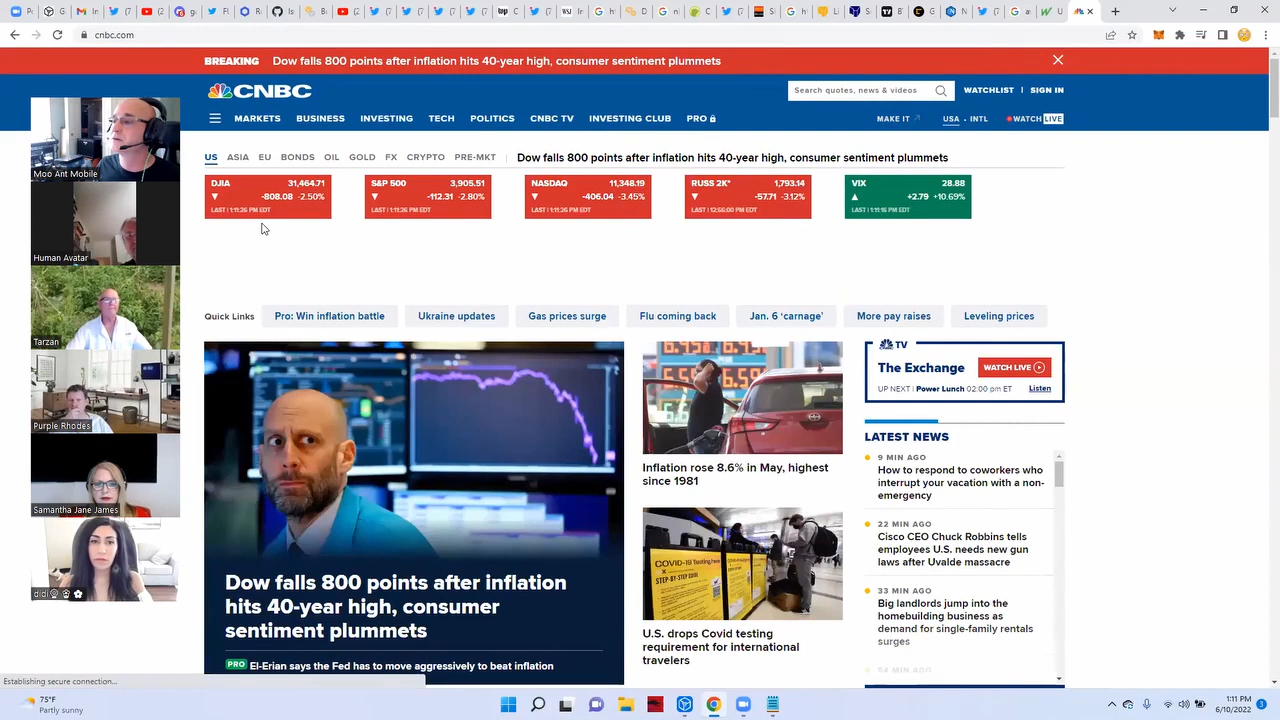 cnbc.com
BREAKING Dow falls 800 points after inflation hits 40-year high, consumer sentiment plummets
CNBC
Search quotes, news & videos
WATCHLIST | SIGN IN
MARKETS BUSINESS INVESTING TECH POLITICS CNBC TV INVESTING CLUB PRO
MAKE IT USA • INTL WATCH LIVE
US ASIA EU BONDS OIL GOLD FX CRYPTO PRE-MKT
Dow falls 800 points after inflation hits 40-year high, consumer sentiment plummets
DJIA 31,464.71
-808.08 -2.50%
LAST | 1:11:26 PM EDT
S&P 500 3,905.51
-112.31 -2.80%
LAST | 1:11:26 PM EDT
NASDAQ 11,348.19
-406.04 -3.45%
LAST | 1:11:26 PM EDT
RUSS 2K* 1,793.14
-57.71 -3.12%
LAST | 12:56:00 PM EDT
VIX 28.88
+2.79 +10.69%
LAST | 1:11:15 PM EDT
Moo Ant Mobile
Human Avatar
Tarzan
Purple Rhodes
Samantha Jane James
didi
Quick Links
Pro: Win inflation battle
Ukraine updates
Gas prices surge
Flu coming back
Jan. 6 ‘carnage’
More pay raises
Leveling prices
Dow falls 800 points after inflation
hits 40-year high, consumer
sentiment plummets
PRO El-Erian says the Fed has to move aggressively to beat inflation
Inflation rose 8.6% in May, highest
since 1981
COVID-19 Testing here
STEP-BY-STEP
GUIDE
U.S. drops Covid testing
requirement for international
travelers
TV
The Exchange WATCH LIVE
UP NEXT | Power Lunch 02:00 pm ET Listen
LATEST NEWS
9 MIN AGO
How to respond to coworkers who
interrupt your vacation with a non-
emergency
22 MIN AGO
Cisco CEO Chuck Robbins tells
employees U.S. needs new gun
laws after Uvalde massacre
33 MIN AGO
Big landlords jump into the
homebuilding business as
demand for single-family rentals
surges
54 MIN AGO
Establishing secure connection...
75°F
Partly sunny
1:11 PM
6/10/2022